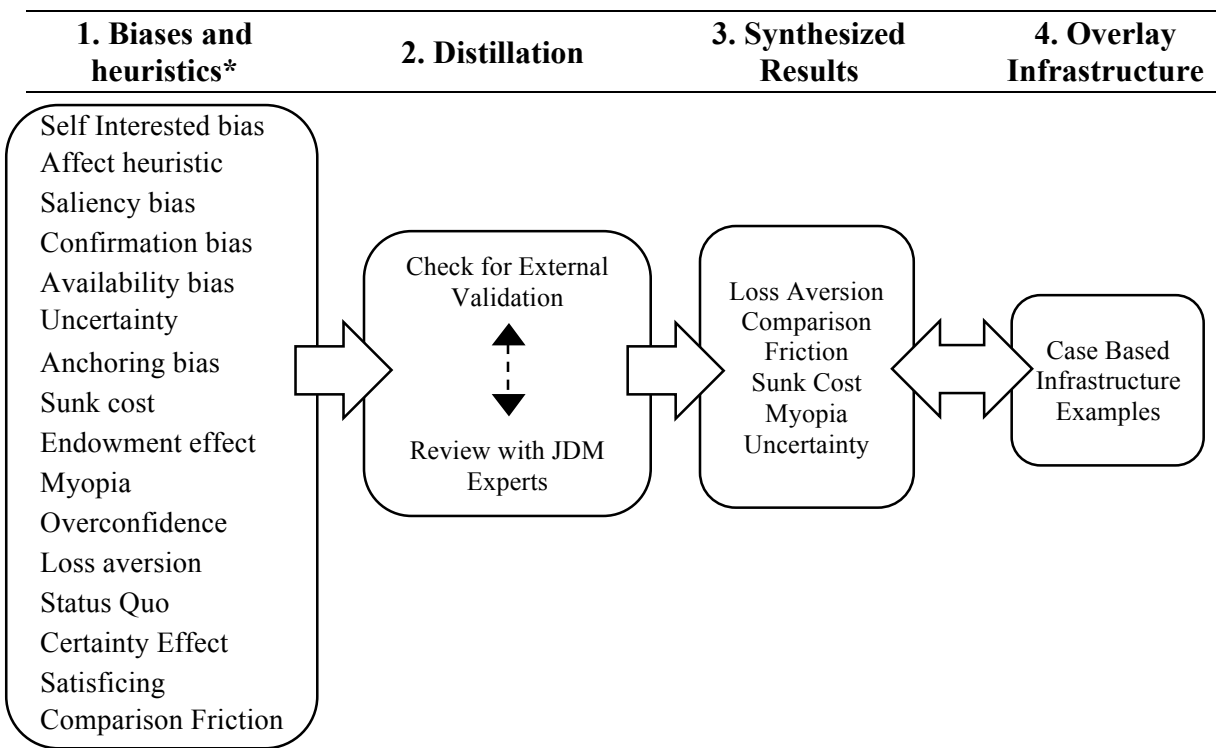 1. Biases and
heuristics*
2. Distillation
3. Synthesized
Results
4. Overlay
Infrastructure
Self Interested bias
Affect heuristic
Saliency bias
Confirmation bias
Availability bias
Uncertainty
Anchoring bias
Sunk cost
Endowment effect
Myopia
Overconfidence
Loss aversion
Status Quo
Certainty Effect
Satisficing
Comparison Friction
Check for External
Validation
Review with JDM
Experts
Loss Aversion
Comparison
Friction
Sunk Cost
Myopia
Uncertainty
Case Based
Infrastructure
Examples